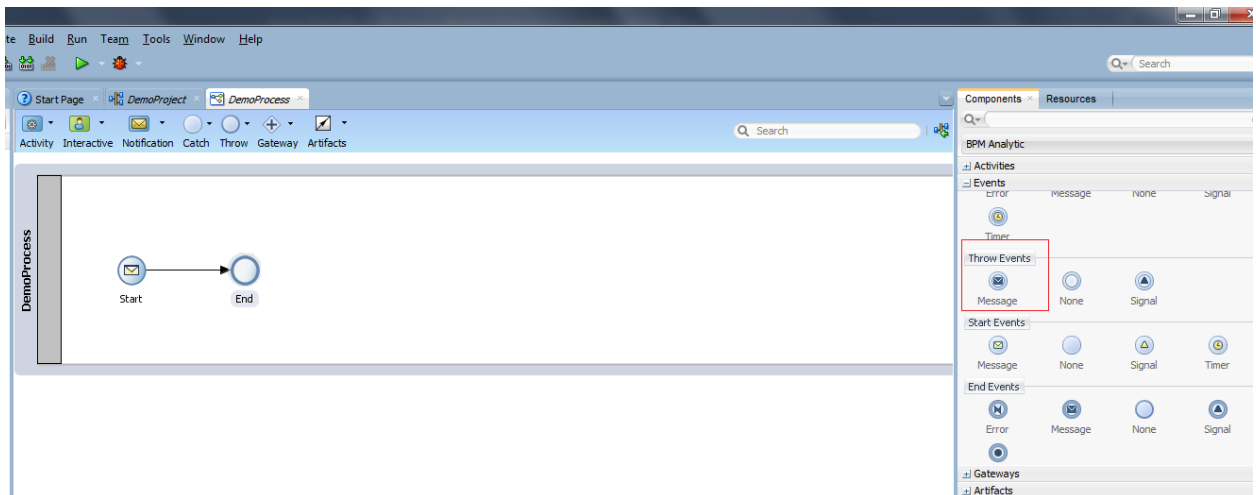 te Build Run Team Tools Window Help
Search
Start Page DemoProject DemoProcess
Components Resources
Activity Interactive Notification Catch Throw Gateway Artifacts
Search
BPM Analytic
Activities
Events
Error Message None Signal
Timer
Throw Events
Message None Signal
Start Events
Message None Signal Timer
End Events
Error Message None Signal
Gateways
Artifacts
DemoProcess
Start End